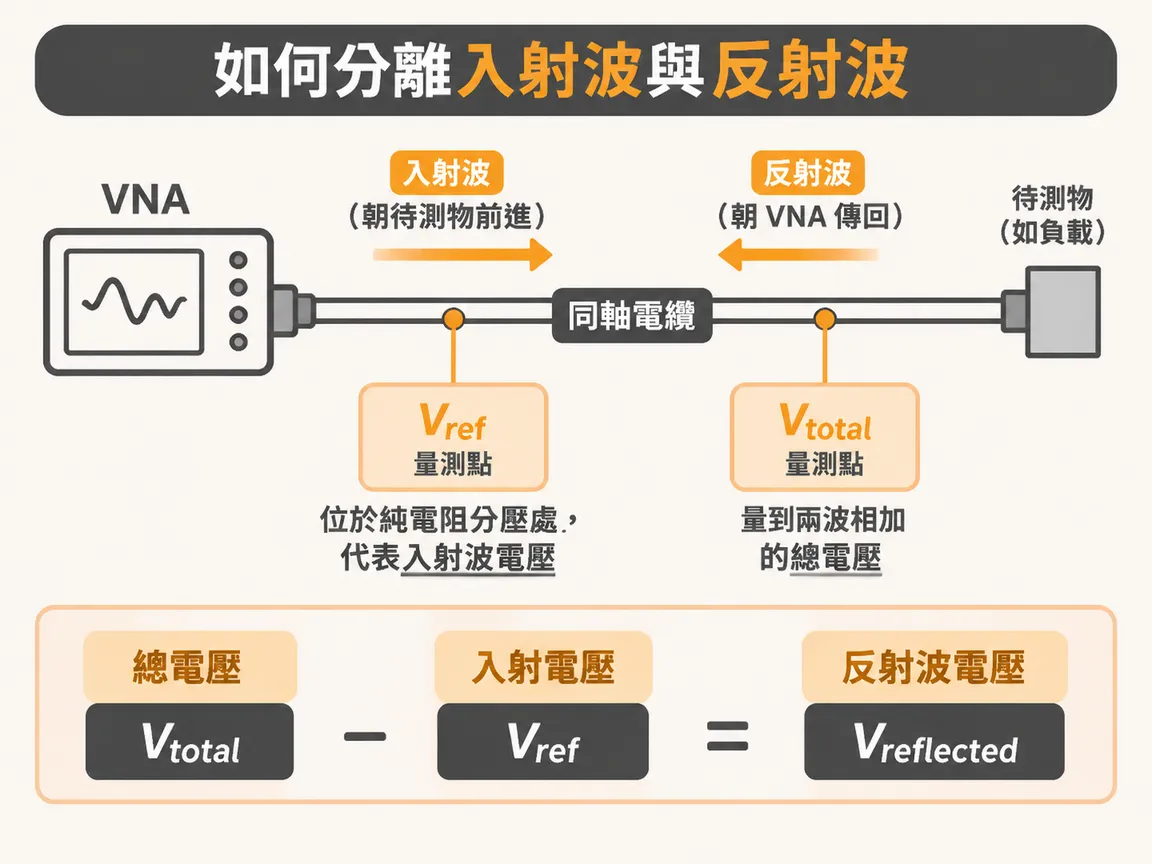 如何分離入射波與反射波
VNA
入射波
(朝待測物前進)
反射波
(朝 VNA 傳回)
待測物
(如負載)
同軸電纜
Vref
量測點
位於純電阻分壓處，
代表入射波電壓
Vtotal
量測點
量到兩波相加
的總電壓
總電壓
Vtotal
−
入射電壓
Vref
=
反射波電壓
Vreflected